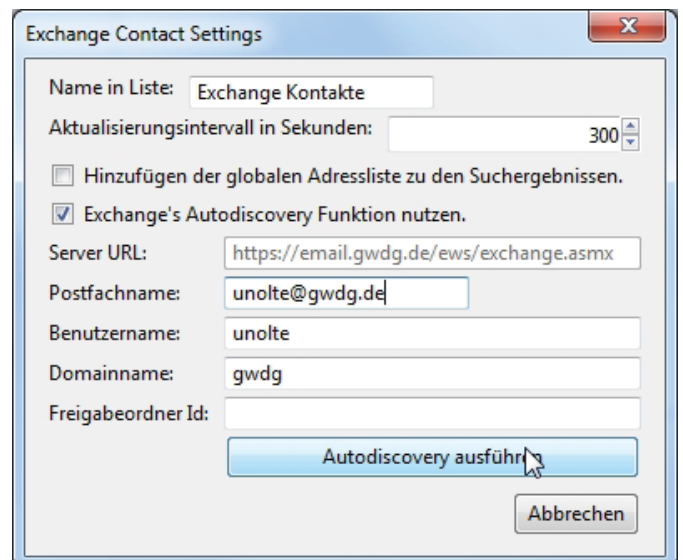 Exchange Contact Settings
Name in Liste: Exchange Kontakte
Aktualisierungsintervall in Sekunden: 300
Hinzufügen der globalen Adressliste zu den Suchergebnissen.
Exchange's Autodiscovery Funktion nutzen.
Server URL: https://email.gwdg.de/ews/exchange.asmx
Postfachname: unolte@gwdg.de
Benutzername: unolte
Domainname: gwdg
Freigabeordner Id:
Autodiscovery ausführen
Abbrechen